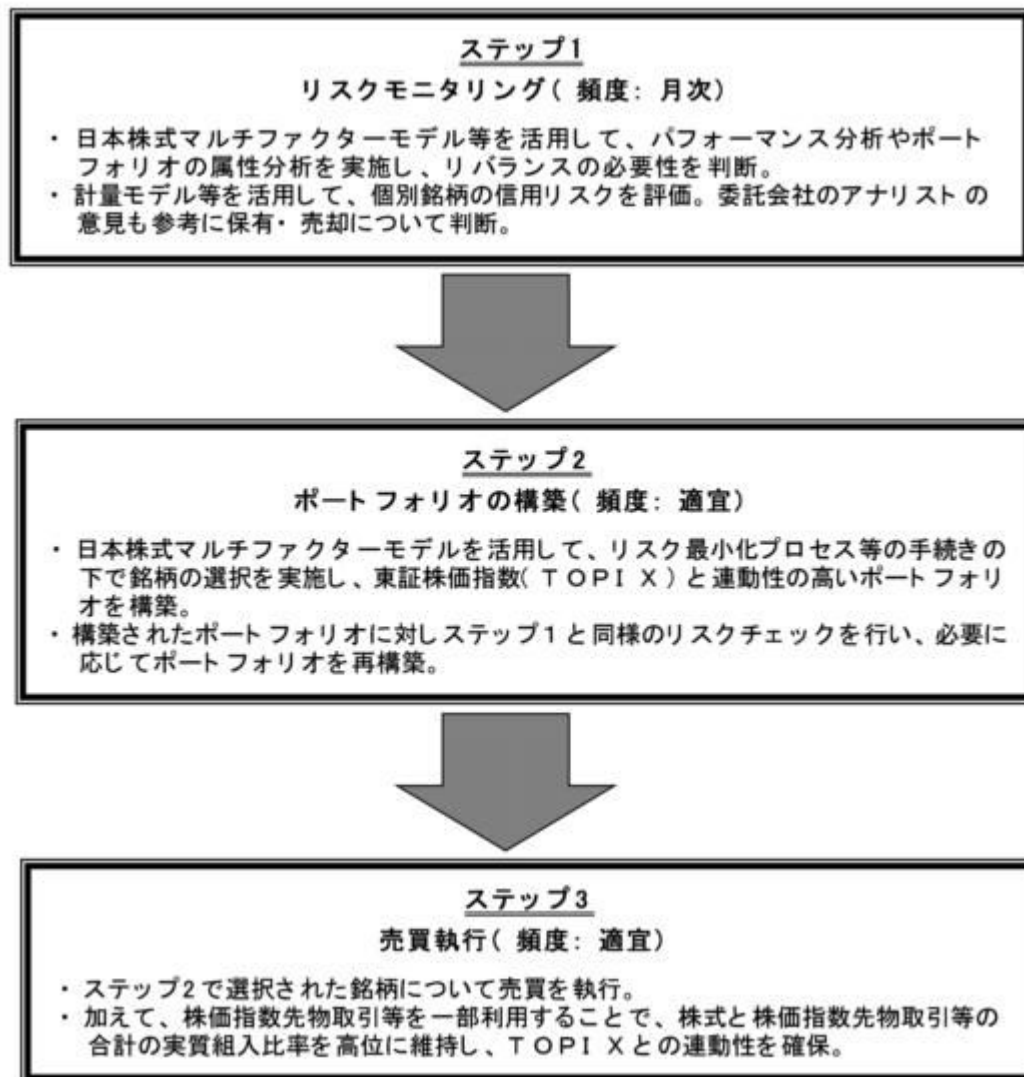 ステップ1
リスクモニタリング(頻度:月次)
・日本株式マルチファクターモデル等を活用して、パフォーマンス分析やポート
フォリオの属性分析を実施し、リバランスの必要性を判断。
・計量モデル等を活用して、個別銘柄の信用リスクを評価。委託会社のアナリストの
意見も参考に保有・売却について判断。
ステップ2
ポートフォリオの構築(頻度:適宜)
・日本株式マルチファクターモデルを活用して、リスク最小化プロセス等の手続きの
下で銘柄の選択を実施し、東証株価指数(TOPIX)と連動性の高いポートフォリ
オを構築。
・構築されたポートフォリオに対しステップ1と同様のリスクチェックを行い、必要に
応じてポートフォリオを再構築。
ステップ3
売買執行(頻度:適宜)
・ステップ2で選択された銘柄について売買を執行。
・加えて、株価指数先物取引等を一部利用することで、株式と株価指数先物取引等の
合計の実質組入比率を高位に維持し、TOPIXとの連動性を確保。